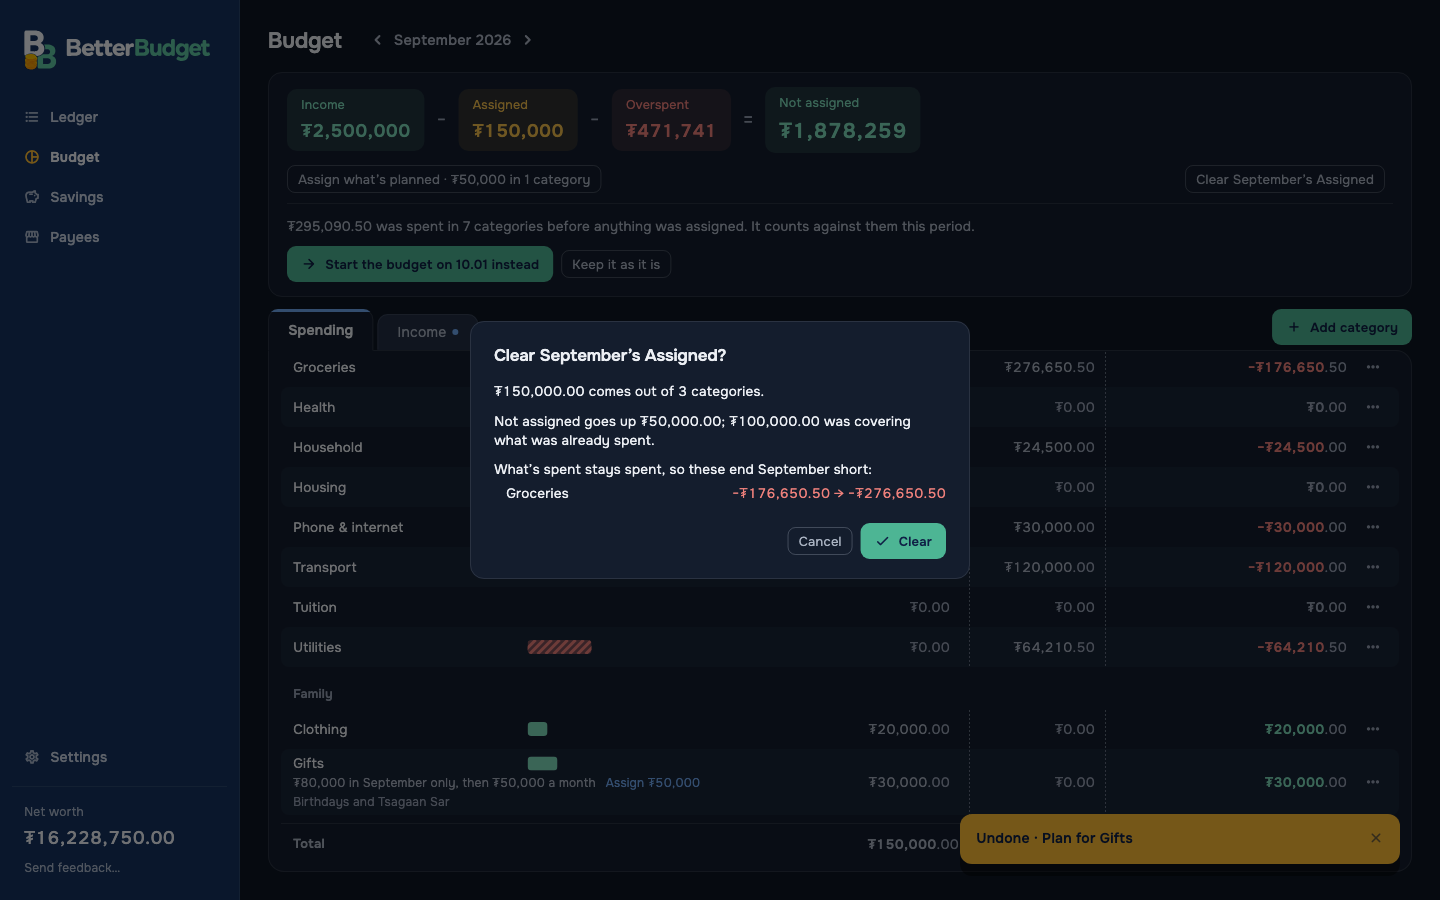 BB BetterBudget
Ledger
Budget
Savings
Payees
Settings
Net worth
₮16,228,750.00
Send feedback…
Budget
September 2026
Income
₮2,500,000
-
Assigned
₮150,000
-
Overspent
₮471,741
=
Not assigned
₮1,878,259
Assign what’s planned · ₮50,000 in 1 category
Clear September’s Assigned
₮295,090.50 was spent in 7 categories before anything was assigned. It counts against them this period.
→ Start the budget on 10.01 instead
Keep it as it is
Spending
Income
+ Add category
Groceries ₮276,650.50 -₮176,650.50 •••
Health ₮0.00 ₮0.00 •••
Household ₮24,500.00 -₮24,500.00 •••
Housing ₮0.00 ₮0.00 •••
Phone & internet ₮30,000.00 -₮30,000.00 •••
Transport ₮120,000.00 -₮120,000.00 •••
Tuition ₮0.00 ₮0.00 ₮0.00 •••
Utilities ₮0.00 ₮64,210.50 -₮64,210.50 •••
Family
Clothing ₮20,000.00 ₮0.00 ₮20,000.00 •••
Gifts
₮80,000 in September only, then ₮50,000 a month Assign ₮50,000 ₮30,000.00 ₮0.00 ₮30,000.00 •••
Birthdays and Tsagaan Sar
Total ₮150,000.00
Clear September’s Assigned?
₮150,000.00 comes out of 3 categories.
Not assigned goes up ₮50,000.00; ₮100,000.00 was covering
what was already spent.
What’s spent stays spent, so these end September short:
Groceries -₮176,650.50 → -₮276,650.50
Cancel
Clear
Undone · Plan for Gifts